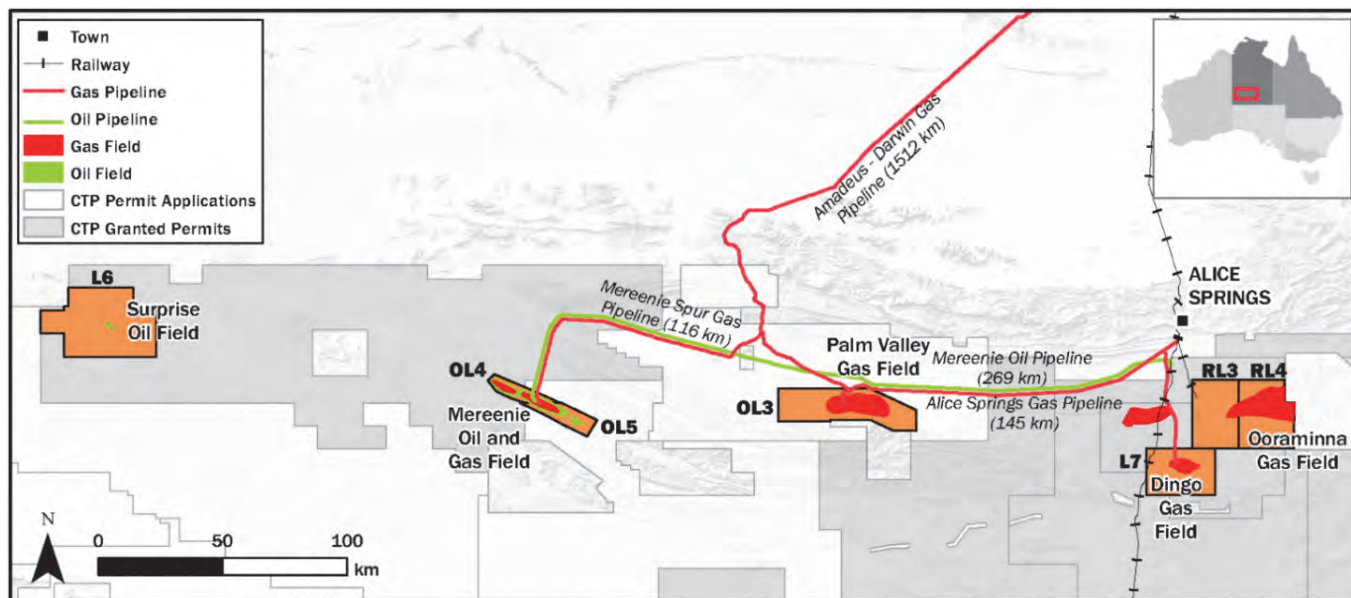 Town
Railway
Gas Pipeline
Oil Pipeline
Gas Field
Oil Field
CTP Permit Applications
CTP Granted Permits
Amadeus - Darwin Gas
Pipeline (1512 km)
L6
Surprise
Oil Field
Mereenie Spur Gas
Pipeline (116 km)
ALICE
SPRINGS
Palm Valley
Gas Field
Mereenie Oil Pipeline
(269 km)
OL4
OL5
Mereenie
Oil and
Gas Field
OL3
Alice Springs Gas Pipeline
(145 km)
RL3
RL4
Ooraminna
Gas Field
L7
Dingo
Gas
Field
N
0 50 100
km